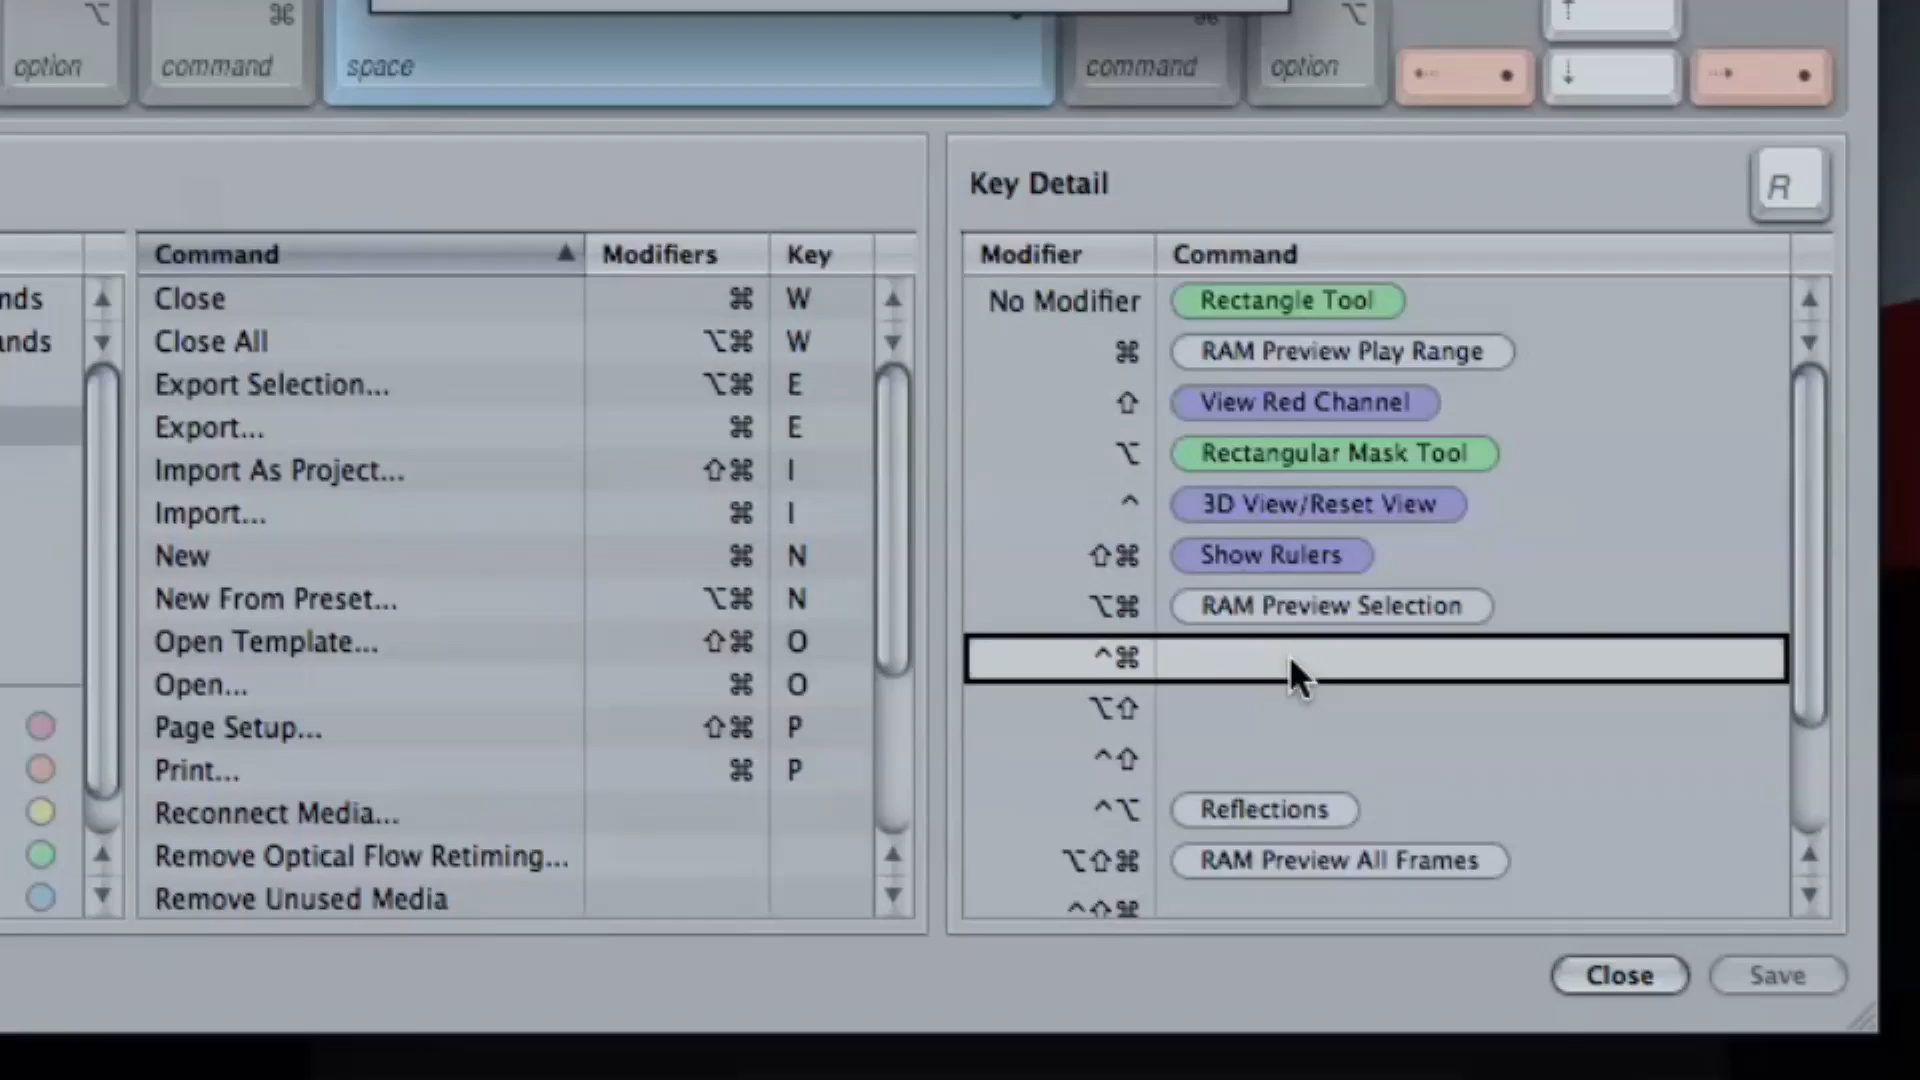 ⌥ ⌘ ⌘ ⌥ ↑
option command space command option ← ↓ →
Key Detail R
Command Modifiers Key
Modifier Command
nds
ands
Close ⌘ W
Close All ⌥⌘ W
Export Selection... ⌥⌘ E
Export... ⌘ E
Import As Project... ⇧⌘ I
Import... ⌘ I
New ⌘ N
New From Preset... ⌥⌘ N
Open Template... ⇧⌘ O
Open... ⌘ O
Page Setup... ⇧⌘ P
Print... ⌘ P
Reconnect Media...
Remove Optical Flow Retiming...
Remove Unused Media
No Modifier Rectangle Tool
⌘ RAM Preview Play Range
⇧ View Red Channel
⌥ Rectangular Mask Tool
^ 3D View/Reset View
⇧⌘ Show Rulers
⌥⌘ RAM Preview Selection
^⌘
⌥⇧
^⇧
^⌥ Reflections
⌥⇧⌘ RAM Preview All Frames
^⇧⌘
Close Save